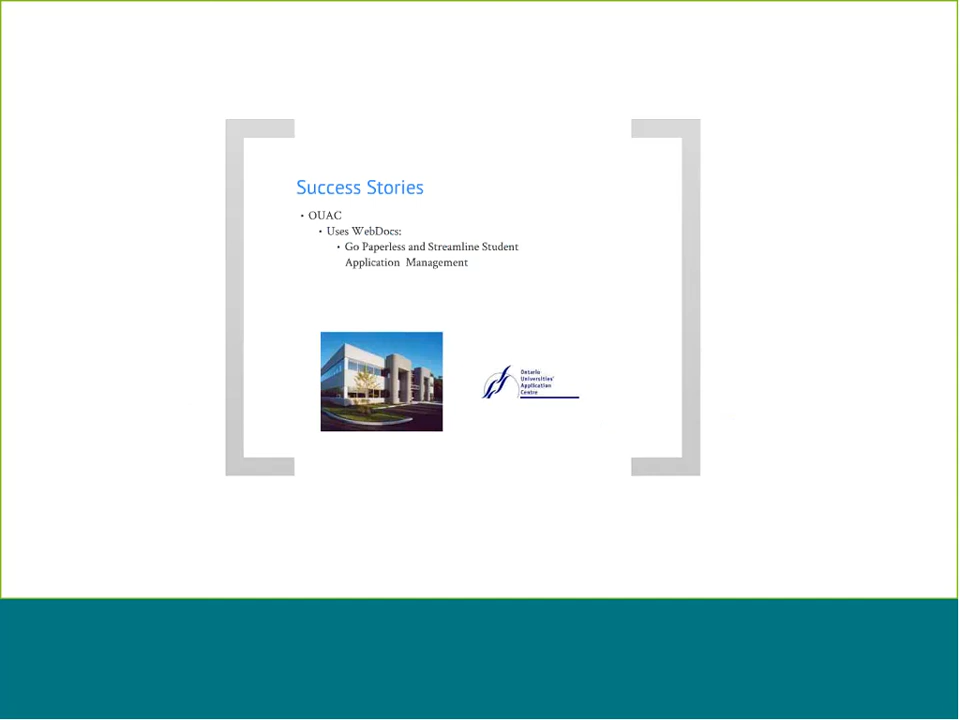 Success Stories
• OUAC
• Uses WebDocs:
• Go Paperless and Streamline Student
Application Management
Ontario
Universities'
Application
Centre